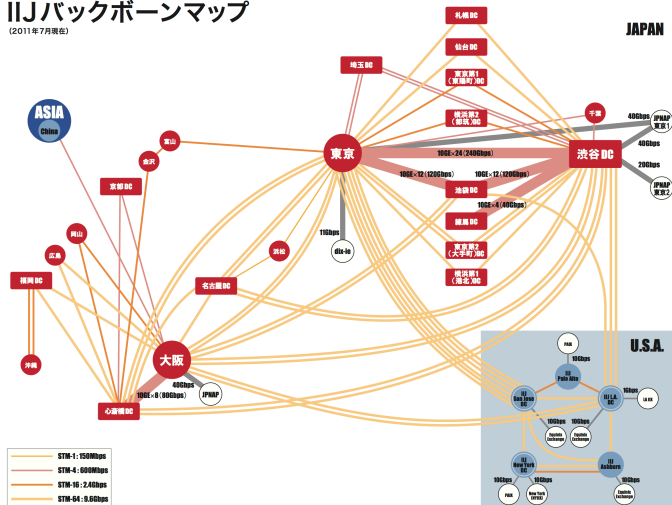 IIJバックボーンマップ
(2011年7月現在)
JAPAN
札幌DC
仙台DC
埼玉DC
東京第1
(東陽町)DC
横浜第2
(都筑)DC
千葉
ASIA
China
富山
金沢
京都DC
東京
渋谷DC
40Gbps
JPNAP
東京1
40Gbps
20Gbps
JPNAP
東京2
10GE×24(240Gbps)
10GE×12(120Gbps)
10GE×12(120Gbps)
池袋DC
10GE×4(40Gbps)
練馬DC
岡山
広島
福岡DC
浜松
名古屋DC
116bps
dix-ie
東京第2
(大手町)DC
横浜第1
(港北)DC
沖縄
大阪
40Gbps
JPNAP
10GE×8(80Gbps)
心斎橋DC
U.S.A.
PAIX
10Gbps
IIJ
Palo Alto
IIJ
San Jose
DC
IIJ L.A.
DC
1Gbps
LA IIX
10Gbps
10Gbps
Equinix
Exchange
Equinix
Exchange
IIJ
New York
DC
IIJ
Ashburn
10Gbps
10Gbps
10Gbps
PAIX
New York
(NYIIX)
Equinix
Exchange
STM-1 : 150Mbps
STM-4 : 600Mbps
STM-16 : 2.4Gbps
STM-64 : 9.6Gbps